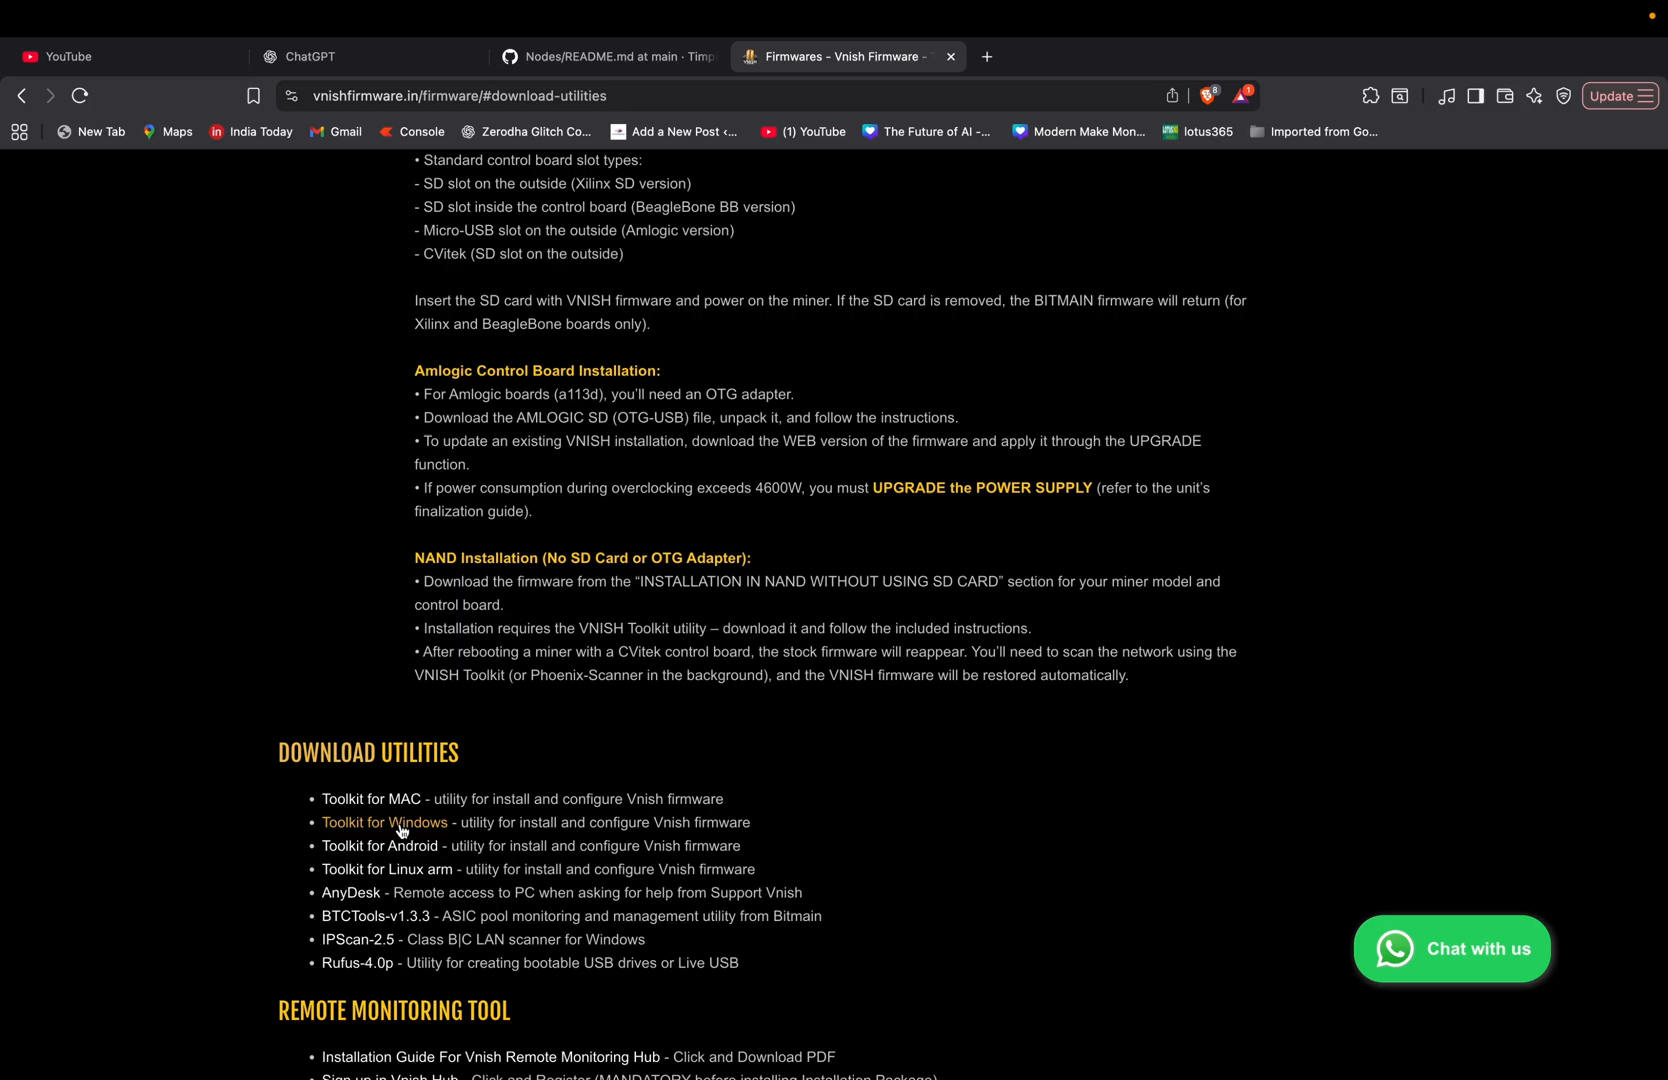 YouTube
ChatGPT
Nodes/README.md at main · Timp
Firmwares - Vnish Firmware -
vnishfirmware.in/firmware/#download-utilities
8
1
Update
New Tab
Maps
India Today
Gmail
Console
Zerodha Glitch Co...
Add a New Post ‹...
(1) YouTube
The Future of AI -...
Modern Make Mon...
lotus365
Imported from Go...
• Standard control board slot types:
- SD slot on the outside (Xilinx SD version)
- SD slot inside the control board (BeagleBone BB version)
- Micro-USB slot on the outside (Amlogic version)
- CVitek (SD slot on the outside)
Insert the SD card with VNISH firmware and power on the miner. If the SD card is removed, the BITMAIN firmware will return (for
Xilinx and BeagleBone boards only).
Amlogic Control Board Installation:
• For Amlogic boards (a113d), you’ll need an OTG adapter.
• Download the AMLOGIC SD (OTG-USB) file, unpack it, and follow the instructions.
• To update an existing VNISH installation, download the WEB version of the firmware and apply it through the UPGRADE
function.
• If power consumption during overclocking exceeds 4600W, you must UPGRADE the POWER SUPPLY (refer to the unit’s
finalization guide).
NAND Installation (No SD Card or OTG Adapter):
• Download the firmware from the “INSTALLATION IN NAND WITHOUT USING SD CARD” section for your miner model and
control board.
• Installation requires the VNISH Toolkit utility – download it and follow the included instructions.
• After rebooting a miner with a CVitek control board, the stock firmware will reappear. You’ll need to scan the network using the
VNISH Toolkit (or Phoenix-Scanner in the background), and the VNISH firmware will be restored automatically.
DOWNLOAD UTILITIES
• Toolkit for MAC - utility for install and configure Vnish firmware
• Toolkit for Windows - utility for install and configure Vnish firmware
• Toolkit for Android - utility for install and configure Vnish firmware
• Toolkit for Linux arm - utility for install and configure Vnish firmware
• AnyDesk - Remote access to PC when asking for help from Support Vnish
• BTCTools-v1.3.3 - ASIC pool monitoring and management utility from Bitmain
• IPScan-2.5 - Class B|C LAN scanner for Windows
• Rufus-4.0p - Utility for creating bootable USB drives or Live USB
Chat with us
REMOTE MONITORING TOOL
• Installation Guide For Vnish Remote Monitoring Hub - Click and Download PDF
• Sign up in Vnish Hub - Click and Register (MANDATORY before installing Installation Package)